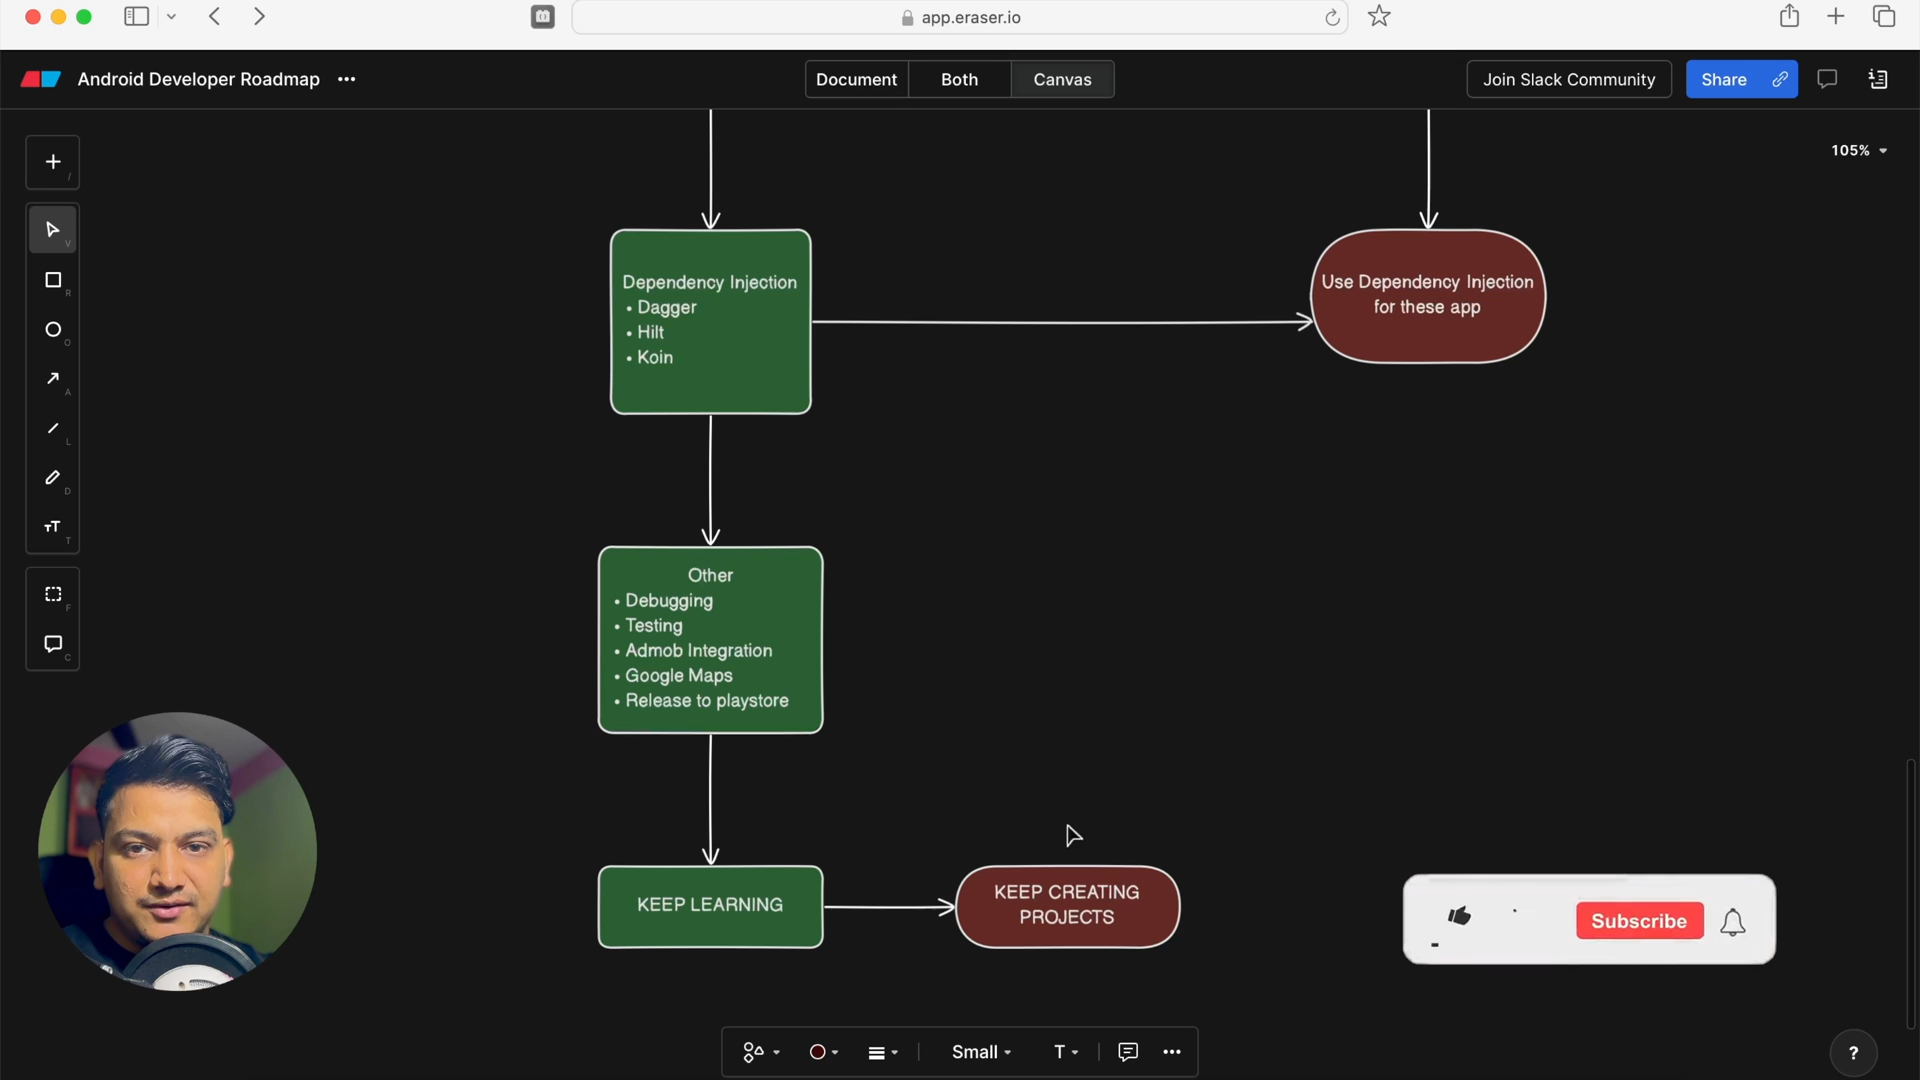 app.eraser.io
Android Developer Roadmap
Document
Both
Canvas
Join Slack Community
Share
105%
/
V
R
O
A
L
D
T
F
C
Dependency Injection
• Dagger
• Hilt
• Koin
Use Dependency Injection
for these app
Other
• Debugging
• Testing
• Admob Integration
• Google Maps
• Release to playstore
KEEP LEARNING
KEEP CREATING
PROJECTS
Subscribe
Small
T
?